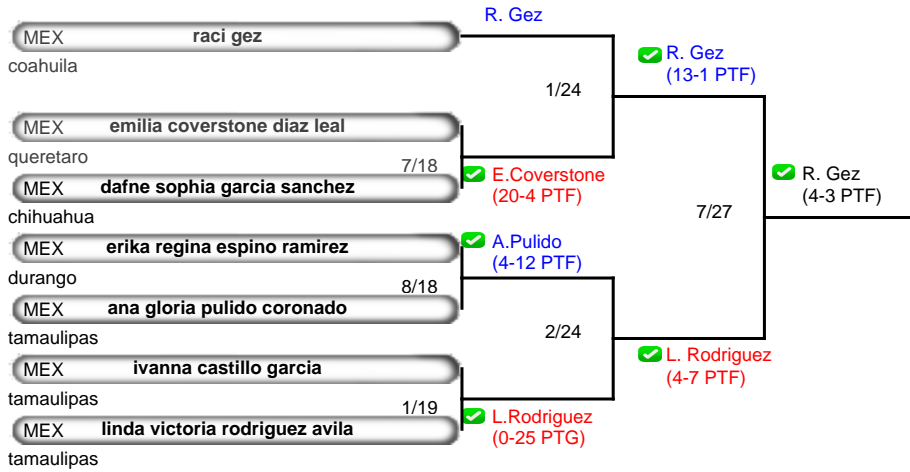 R. Gez
MEX raci gez
coahuila
R. Gez
(13-1 PTF)
1/24
MEX emilia coverstone diaz leal
queretaro
7/18
E.Coverstone
(20-4 PTF)
MEX dafne sophia garcia sanchez
chihuahua
R. Gez
(4-3 PTF)
7/27
MEX erika regina espino ramirez
durango
A.Pulido
(4-12 PTF)
8/18
MEX ana gloria pulido coronado
tamaulipas
2/24
L. Rodriguez
(4-7 PTF)
MEX ivanna castillo garcia
tamaulipas
1/19
L.Rodriguez
(0-25 PTG)
MEX linda victoria rodriguez avila
tamaulipas